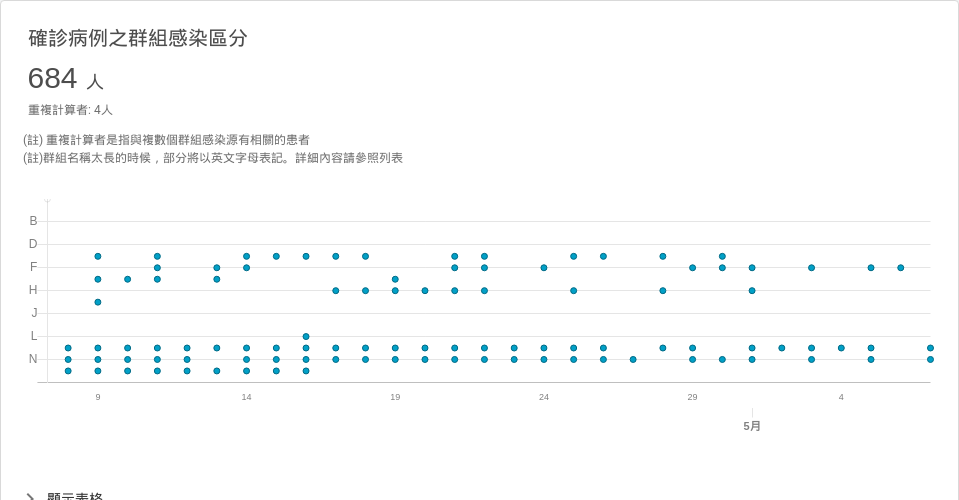 確診病例之群組感染區分
684 人
重複計算者: 4人
(註) 重複計算者是指與複數個群組感染源有相關的患者
(註)群組名稱太長的時候，部分將以英文字母表記。詳細內容請參照列表
B
D
F
H
J
L
N
9 14 19 24 29 4
5月
顯示表格